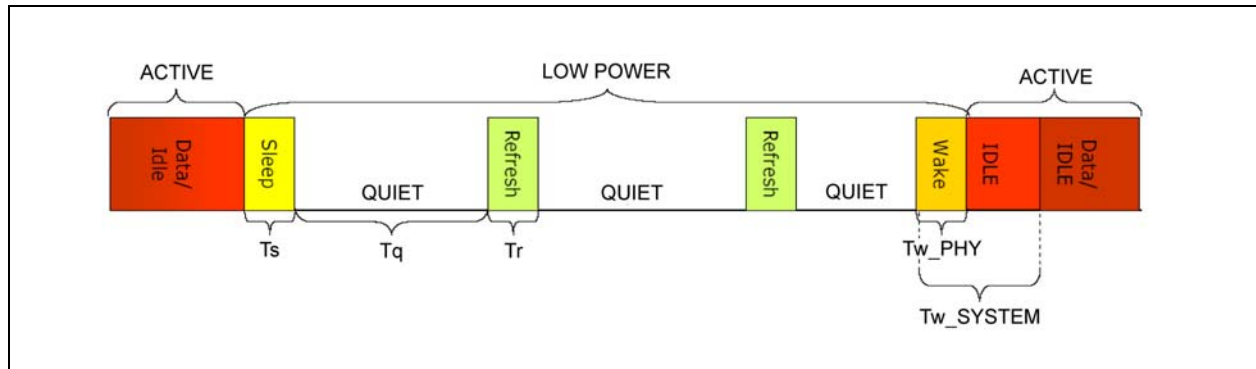 ACTIVE
LOW POWER
ACTIVE
Data/
Idle
Sleep
QUIET
Refresh
QUIET
Refresh
QUIET
Wake
IDLE
Data/
IDLE
Ts
Tq
Tr
Tw_PHY
Tw_SYSTEM